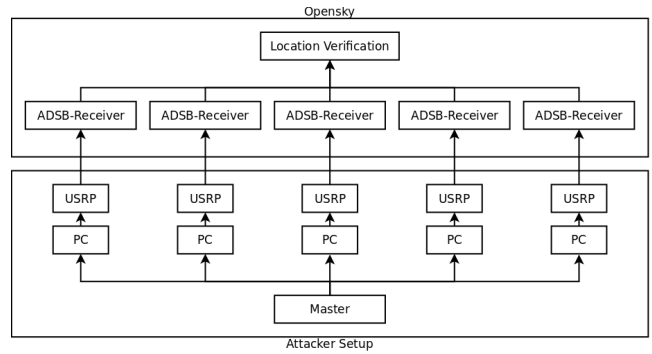 Opensky
Location Verification
ADSB-Receiver ADSB-Receiver ADSB-Receiver ADSB-Receiver ADSB-Receiver
USRP USRP USRP USRP USRP
PC PC PC PC PC
Master
Attacker Setup